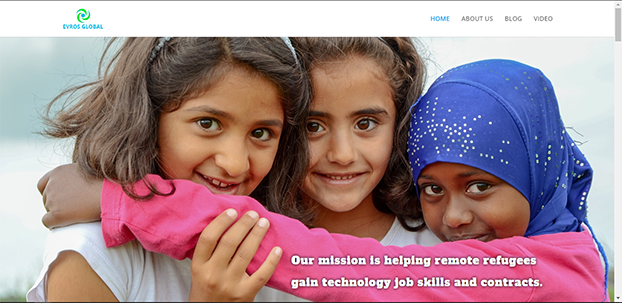 EVROS GLOBAL
HOME ABOUT US BLOG VIDEO
Our mission is helping remote refugees
gain technology job skills and contracts.